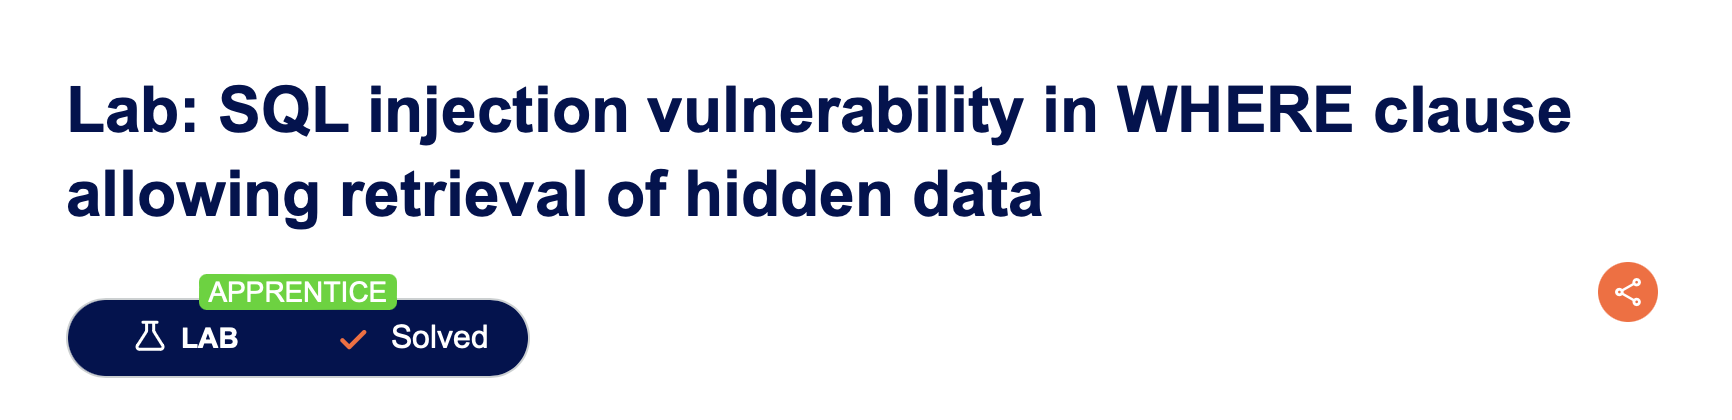 Lab: SQL injection vulnerability in WHERE clause
allowing retrieval of hidden data
APPRENTICE
LAB Solved